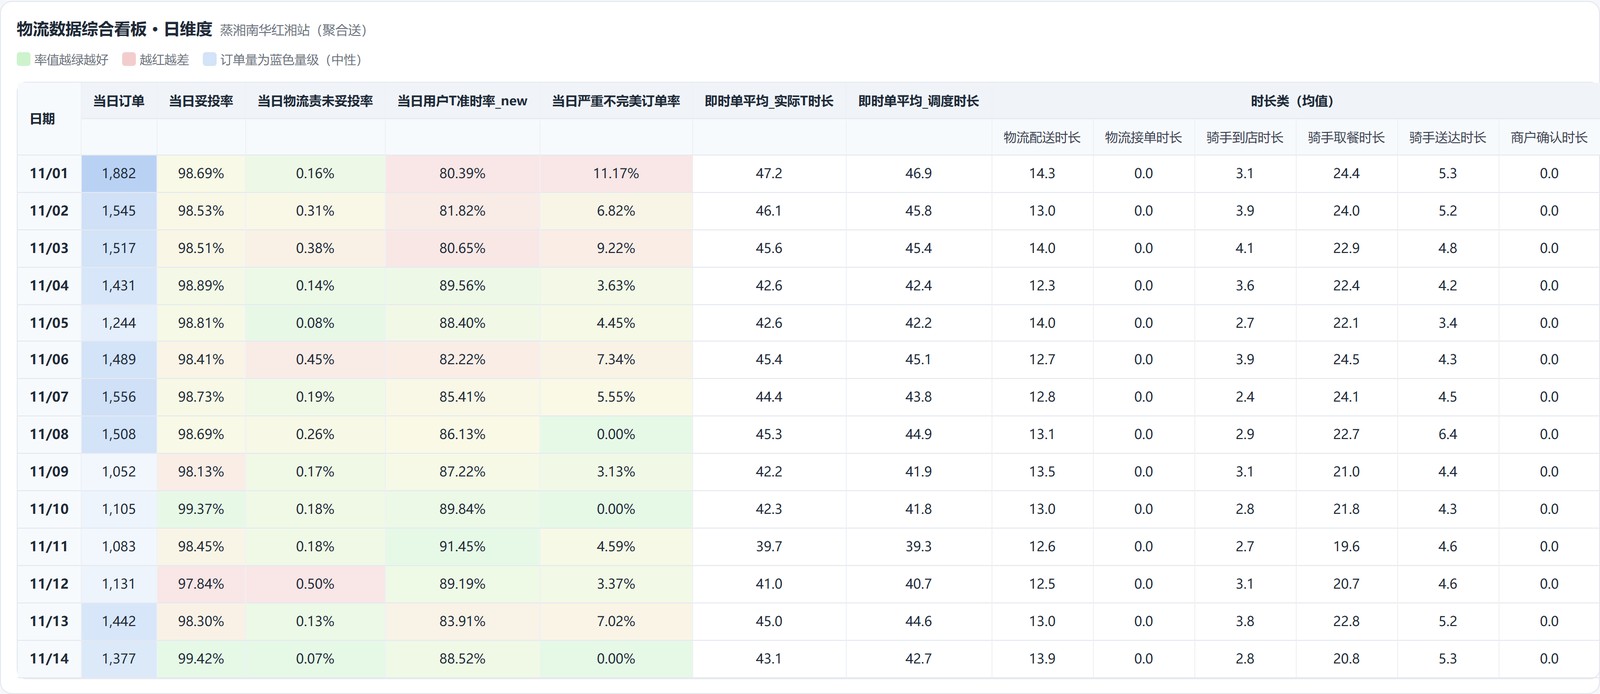 物流数据综合看板 • 日维度 蒸湘南华红湘站（聚合送）
率值越绿越好 越红越差 订单量为蓝色量级（中性）
日期 当日订单 当日妥投率 当日物流责未妥投率 当日用户T准时率_new 当日严重不完美订单率 即时单平均_实际T时长 即时单平均_调度时长 时长类（均值）
物流配送时长 物流接单时长 骑手到店时长 骑手取餐时长 骑手送达时长 商户确认时长
11/01 1,882 98.69% 0.16% 80.39% 11.17% 47.2 46.9 14.3 0.0 3.1 24.4 5.3 0.0
11/02 1,545 98.53% 0.31% 81.82% 6.82% 46.1 45.8 13.0 0.0 3.9 24.0 5.2 0.0
11/03 1,517 98.51% 0.38% 80.65% 9.22% 45.6 45.4 14.0 0.0 4.1 22.9 4.8 0.0
11/04 1,431 98.89% 0.14% 89.56% 3.63% 42.6 42.4 12.3 0.0 3.6 22.4 4.2 0.0
11/05 1,244 98.81% 0.08% 88.40% 4.45% 42.6 42.2 14.0 0.0 2.7 22.1 3.4 0.0
11/06 1,489 98.41% 0.45% 82.22% 7.34% 45.4 45.1 12.7 0.0 3.9 24.5 4.3 0.0
11/07 1,556 98.73% 0.19% 85.41% 5.55% 44.4 43.8 12.8 0.0 2.4 24.1 4.5 0.0
11/08 1,508 98.69% 0.26% 86.13% 0.00% 45.3 44.9 13.1 0.0 2.9 22.7 6.4 0.0
11/09 1,052 98.13% 0.17% 87.22% 3.13% 42.2 41.9 13.5 0.0 3.1 21.0 4.4 0.0
11/10 1,105 99.37% 0.18% 89.84% 0.00% 42.3 41.8 13.0 0.0 2.8 21.8 4.3 0.0
11/11 1,083 98.45% 0.18% 91.45% 4.59% 39.7 39.3 12.6 0.0 2.7 19.6 4.6 0.0
11/12 1,131 97.84% 0.50% 89.19% 3.37% 41.0 40.7 12.5 0.0 3.1 20.7 4.6 0.0
11/13 1,442 98.30% 0.13% 83.91% 7.02% 45.0 44.6 13.0 0.0 3.8 22.8 5.2 0.0
11/14 1,377 99.42% 0.07% 88.52% 0.00% 43.1 42.7 13.9 0.0 2.8 20.8 5.3 0.0